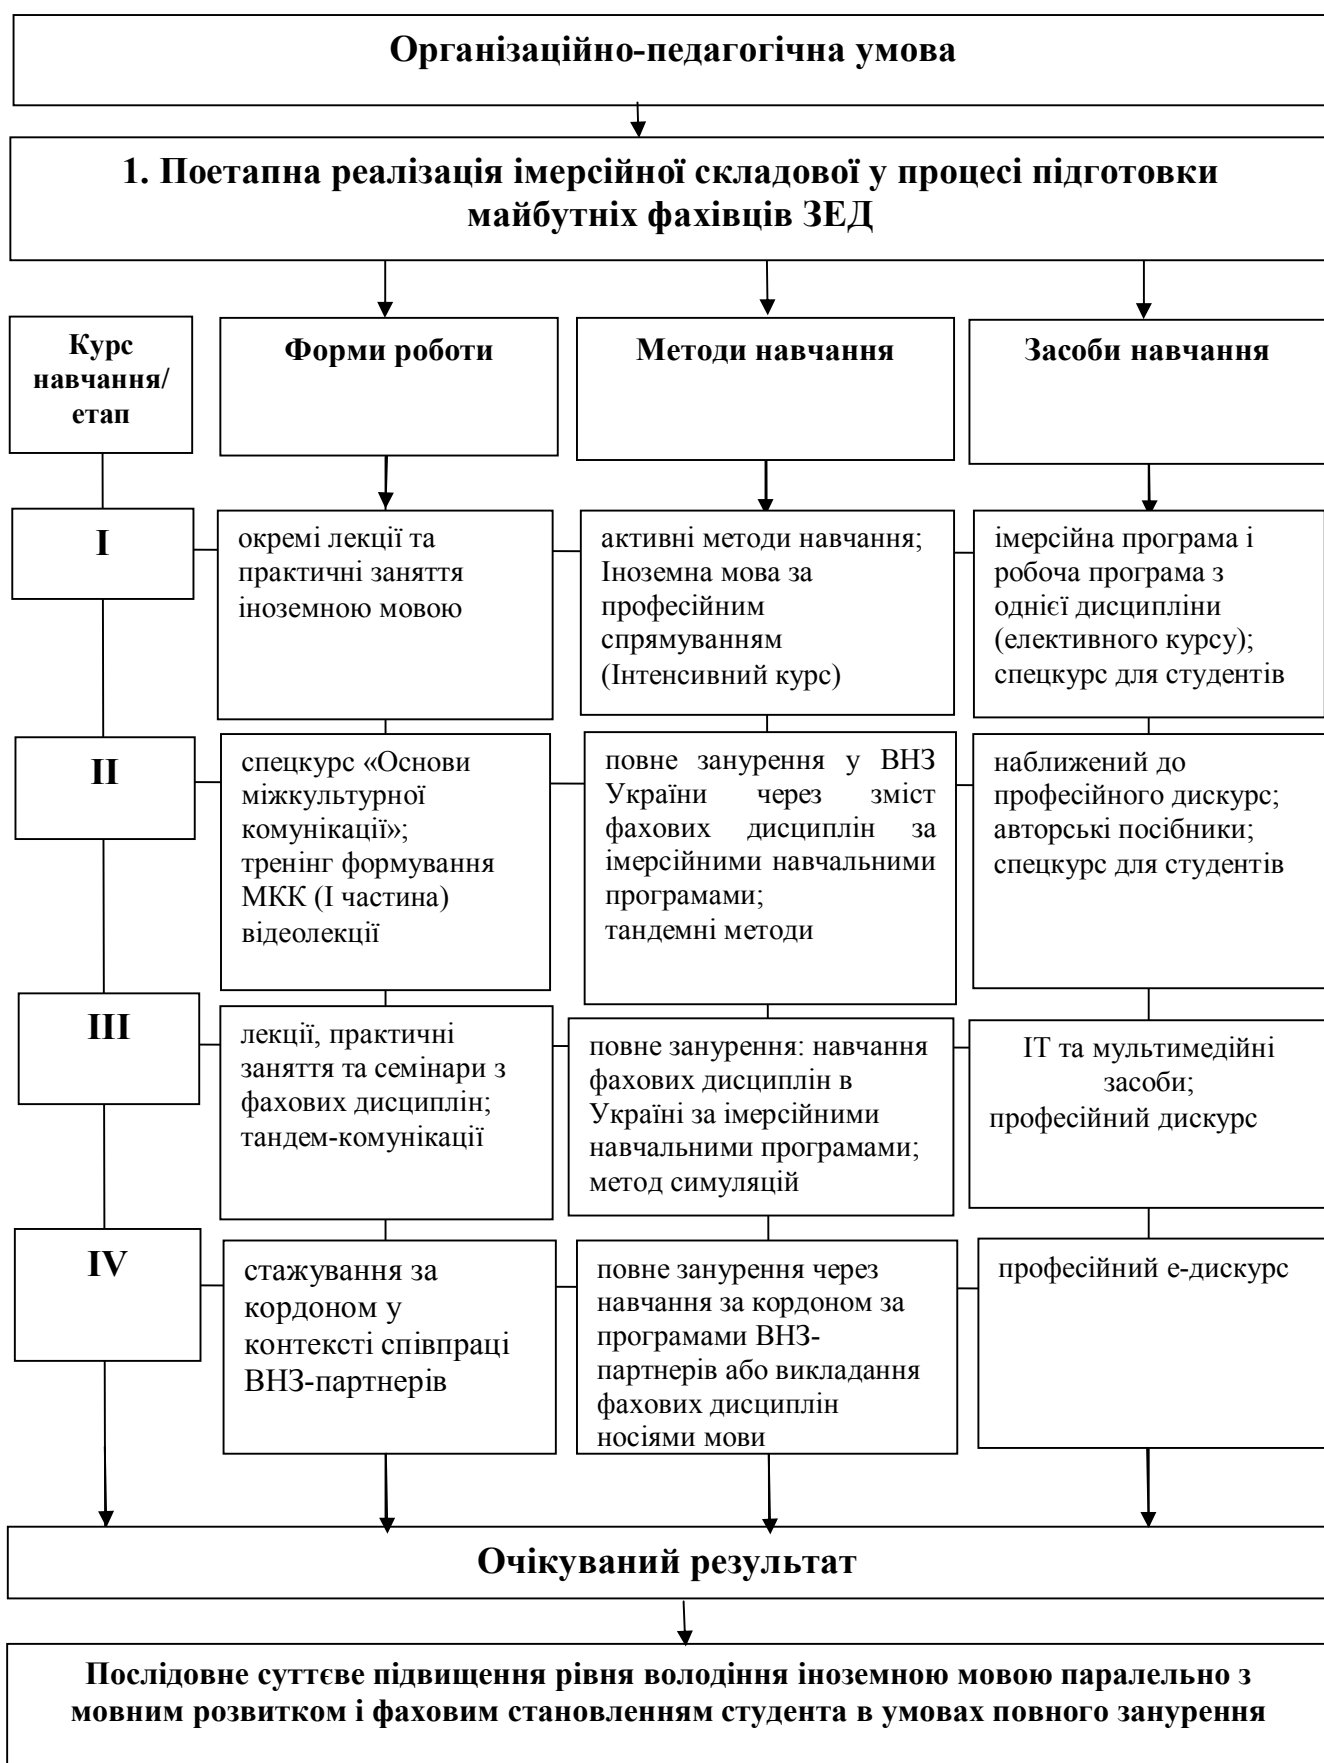 Організаційно-педагогічна умова
1. Поетапна реалізація імерсійної складової у процесі підготовки
майбутніх фахівців ЗЕД
Курс
навчання/
етап
Форми роботи
Методи навчання
Засоби навчання
I
окремі лекції та
практичні заняття
іноземною мовою
активні методи навчання;
Іноземна мова за
професійним
спрямуванням
(Інтенсивний курс)
імерсійна програма і
робоча програма з
однієї дисципліни
(елективного курсу);
спецкурс для студентів
II
спецкурс «Основи
міжкультурної
комунікації»;
тренінг формування
МКК (І частина)
відеолекції
повне занурення у ВНЗ
України через зміст
фахових дисциплін за
імерсійними навчальними
програмами;
тандемні методи
наближений до
професійного дискурс;
авторські посібники;
спецкурс для студентів
III
лекції, практичні
заняття та семінари з
фахових дисциплін;
тандем-комунікації
повне занурення: навчання
фахових дисциплін в
Україні за імерсійними
навчальними програмами;
метод симуляцій
ІТ та мультимедійні
засоби;
професійний дискурс
IV
стажування за
кордоном у
контексті співпраці
ВНЗ-партнерів
повне занурення через
навчання за кордоном за
програмами ВНЗ-
партнерів або викладання
фахових дисциплін
носіями мови
професійний е-дискурс
Очікуваний результат
Послідовне суттєве підвищення рівня володіння іноземною мовою паралельно з
мовним розвитком і фаховим становленням студента в умовах повного занурення